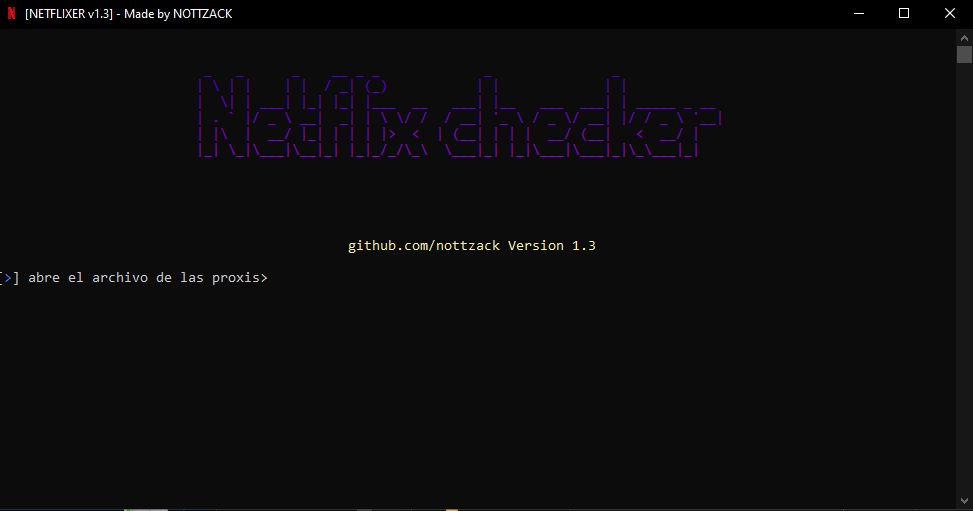 [NETFLIXER v1.3] - Made by NOTTZACK
Netflix checker
github.com/nottzack Version 1.3
[>] abre el archivo de las proxis>